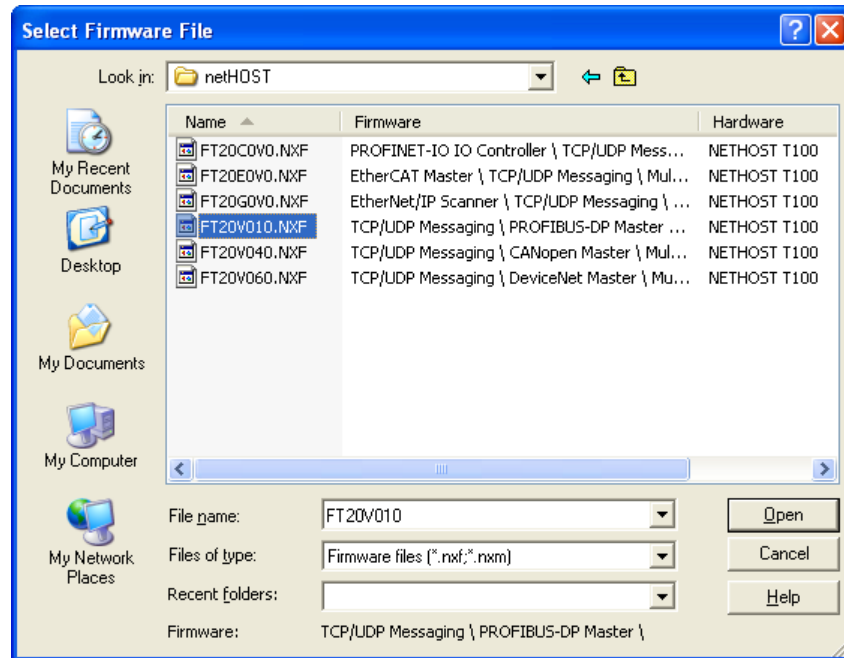 Select Firmware File
Look in: netHOST
Name Firmware Hardware
FT20C0V0.NXF PROFINET-IO IO Controller \ TCP/UDP Mess... NETHOST T100
FT20E0V0.NXF EtherCAT Master \ TCP/UDP Messaging \ Mul... NETHOST T100
FT20G0V0.NXF EtherNet/IP Scanner \ TCP/UDP Messaging \ ... NETHOST T100
FT20V010.NXF TCP/UDP Messaging \ PROFIBUS-DP Master ... NETHOST T100
FT20V040.NXF TCP/UDP Messaging \ CANopen Master \ Mul... NETHOST T100
FT20V060.NXF TCP/UDP Messaging \ DeviceNet Master \ Mu... NETHOST T100
My Recent
Documents
Desktop
My Documents
My Computer
My Network
Places
File name: FT20V010 Open
Files of type: Firmware files (*.nxf;*.nxm) Cancel
Recent folders: Help
Firmware: TCP/UDP Messaging \ PROFIBUS-DP Master \